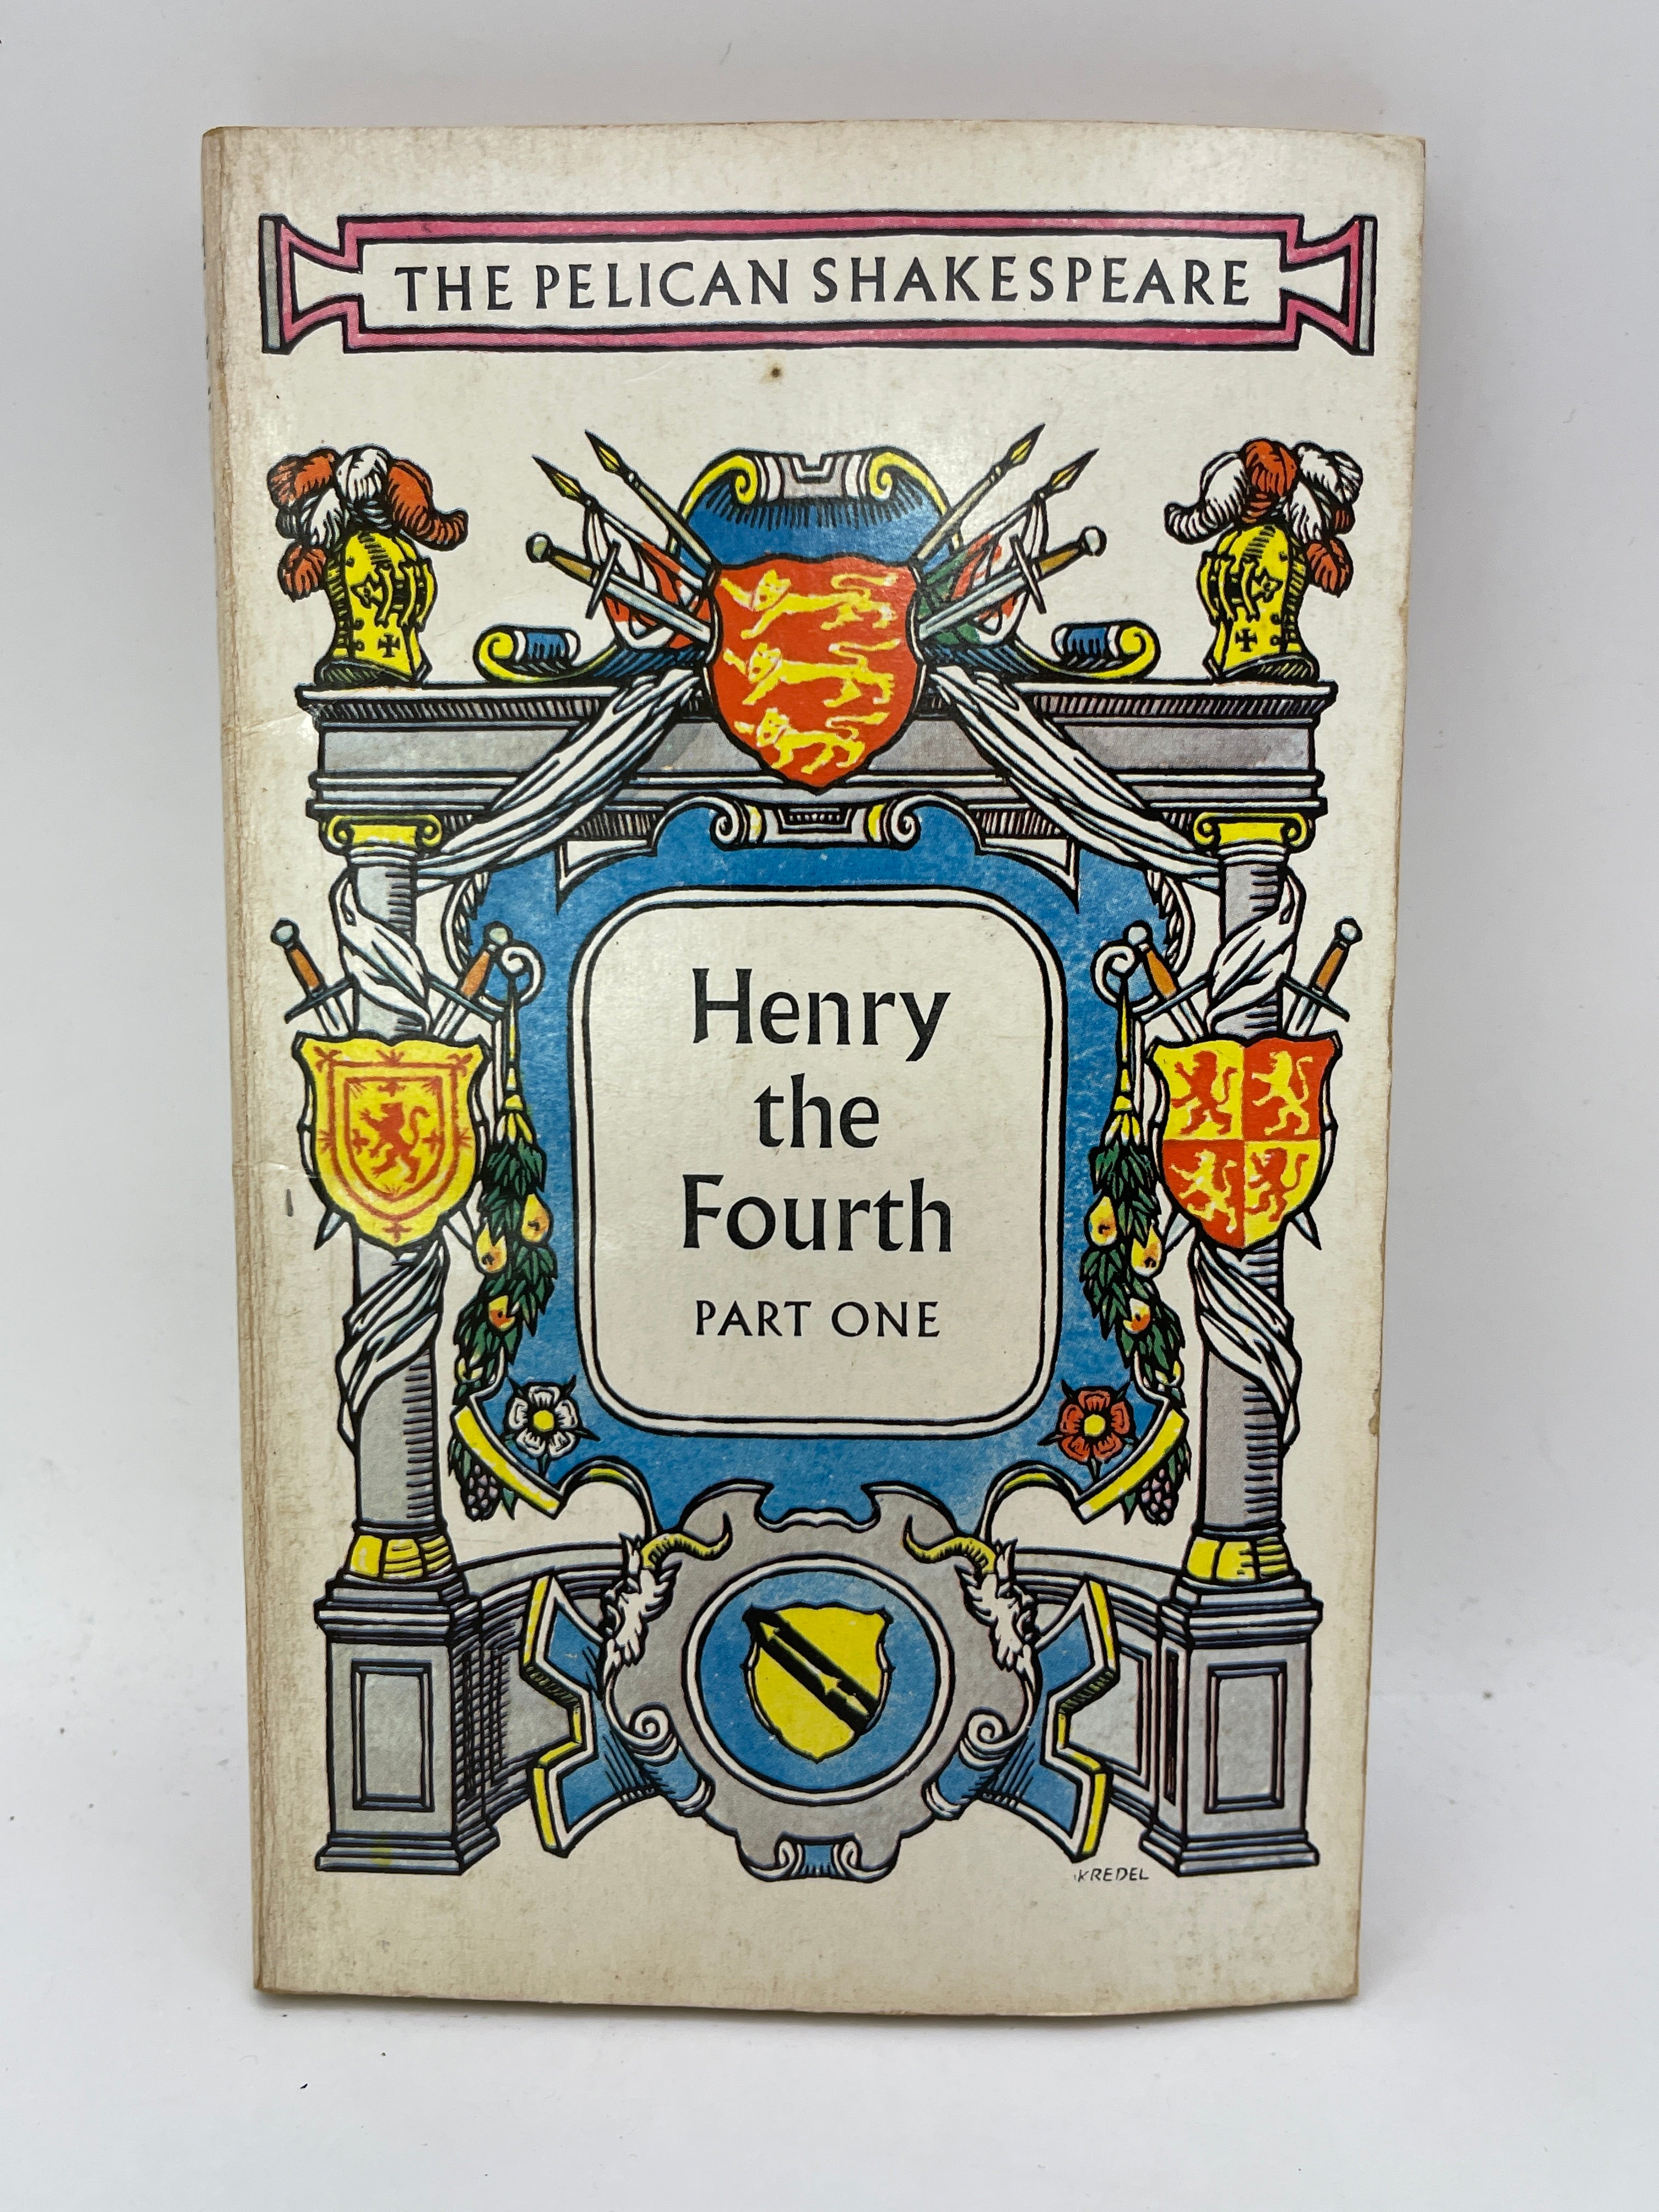 THE PELICAN SHAKESPEARE
Henry
the
Fourth
PART ONE
KREDEL